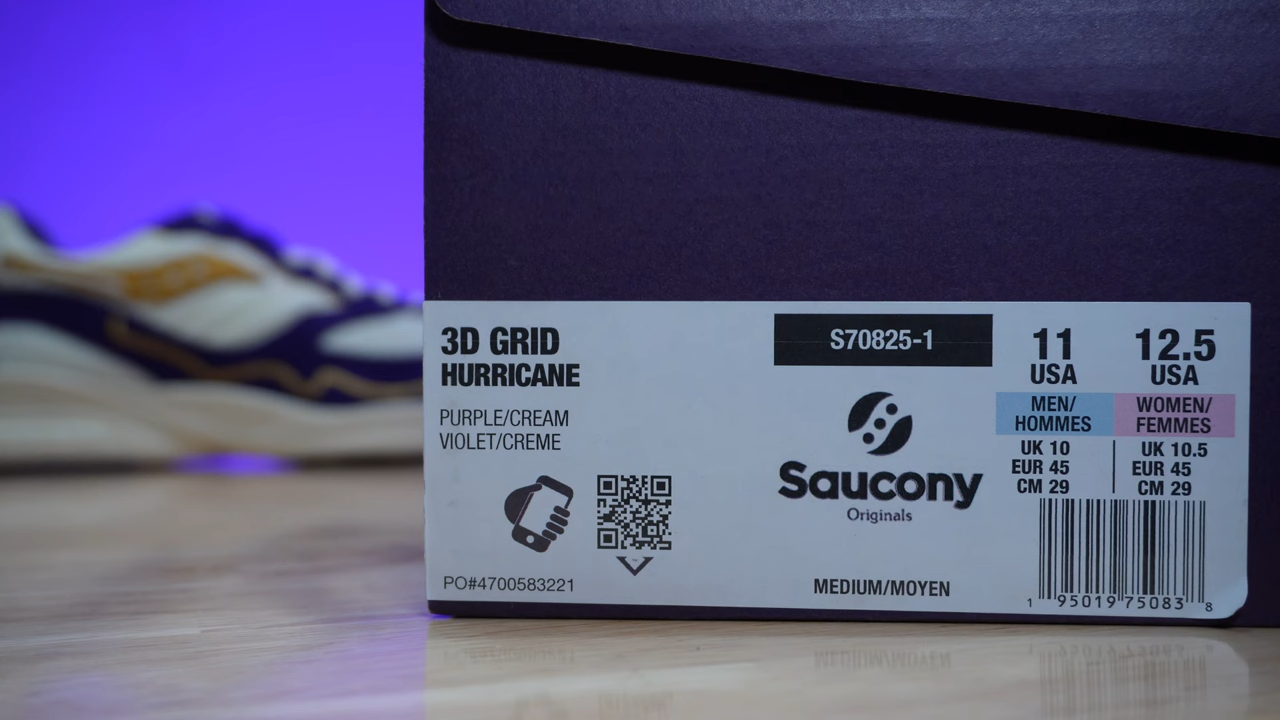 3D GRID
HURRICANE
PURPLE/CREAM
VIOLET/CREME
PO#4700583221
S70825-1
Saucony
Originals
MEDIUM/MOYEN
11
USA
MEN/
HOMMES
UK 10
EUR 45
CM 29
12.5
USA
WOMEN/
FEMMES
UK 10.5
EUR 45
CM 29
1 95019 75083 8